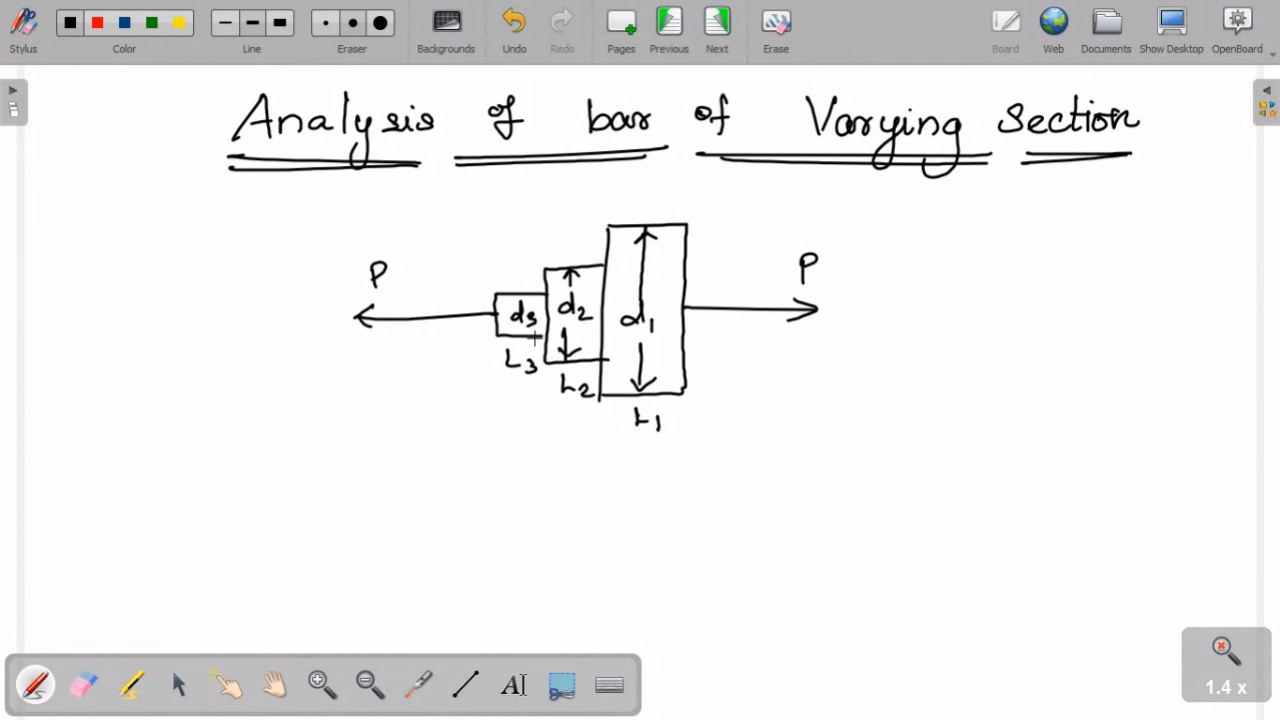 Stylus Color Line Eraser Backgrounds Undo Redo Pages Previous Next Erase Board Web Documents Show Desktop OpenBoard
Analysis of bar of Varying Section
P P
d3 d2 d1
L3
L2
L1
AI
1.4 x